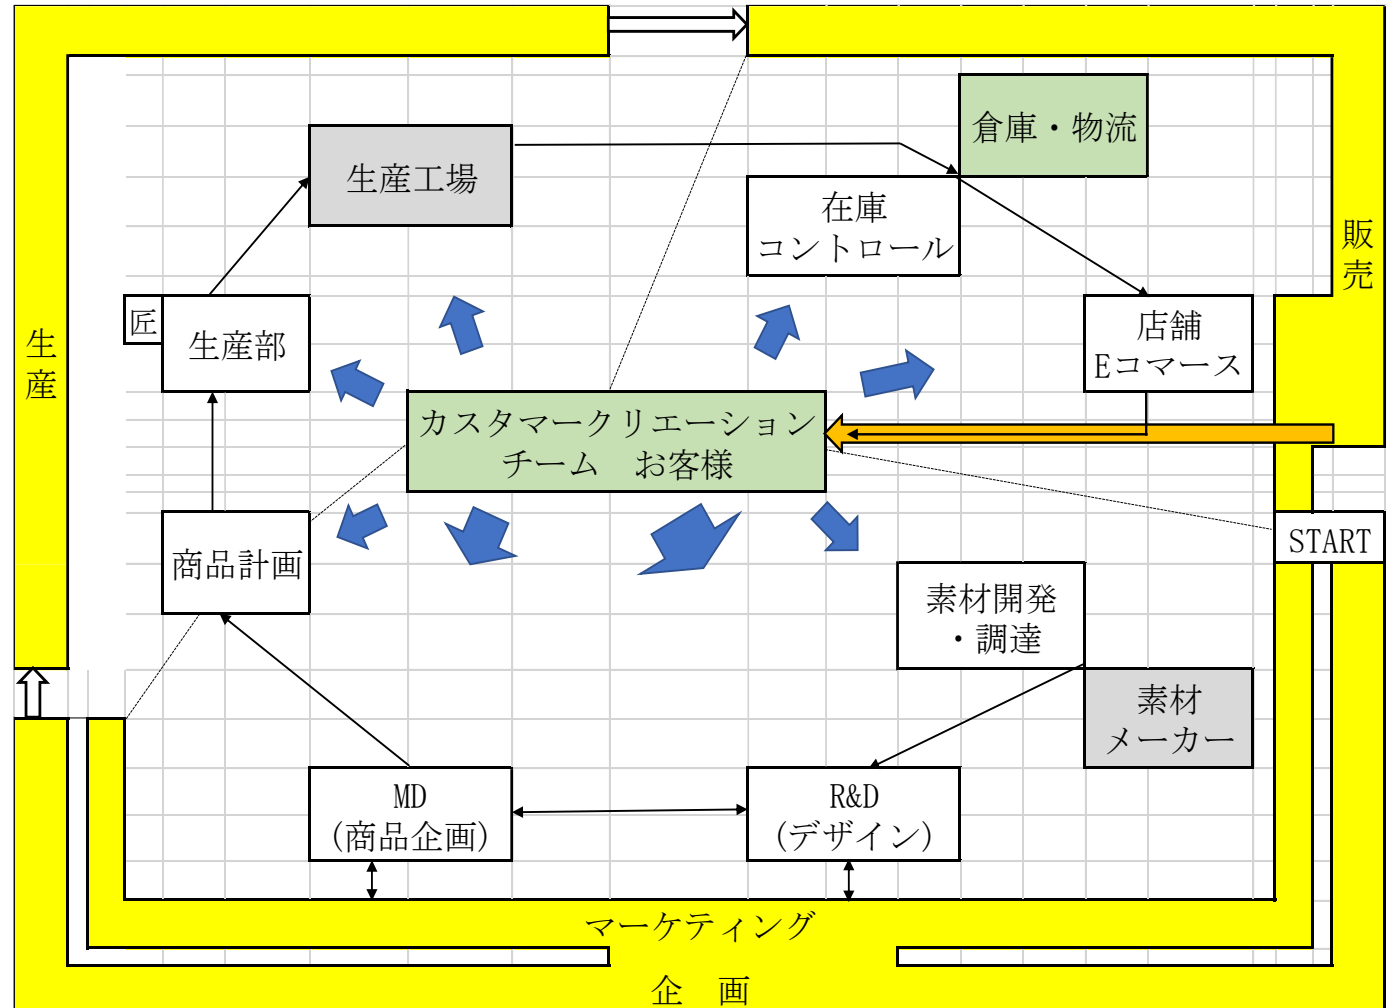 倉庫・物流
生産工場
在庫
コントロール
販
売
匠
生産部
店舗
Eコマース
生
産
カスタマークリエーション
チーム　お客様
START
商品計画
素材開発
・調達
素材
メーカー
MD
(商品企画)
R&D
(デザイン)
マーケティング
企　画